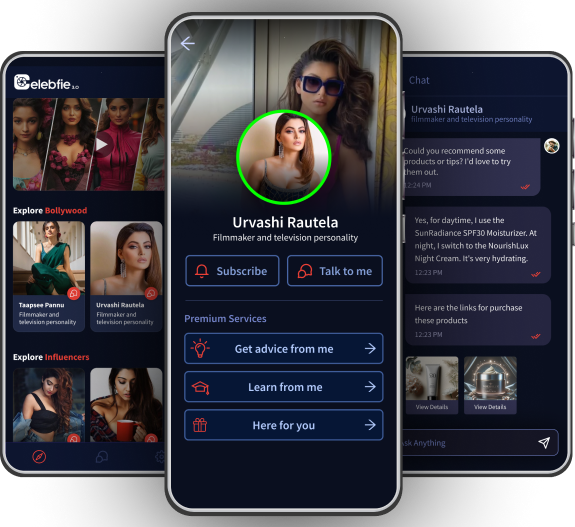 Celebfie 3.0
Explore Bollywood
Taapsee Pannu
Filmmaker and
television personality
Urvashi Rautela
Filmmaker and
television personality
Explore Influencers
Urvashi Rautela
Filmmaker and television personality
Subscribe
Talk to me
Premium Services
Get advice from me
Learn from me
Here for you
Chat
Urvashi Rautela
filmmaker and television personality
Could you recommend some
products or tips? I'd love to try
them out.
12:24 PM
Yes, for daytime, I use the
SunRadiance SPF30 Moisturizer. At
night, I switch to the NourishLux
Night Cream. It's very hydrating.
12:23 PM
Here are the links for purchase
these products
12:23 PM
View Details
View Details
Ask Anything